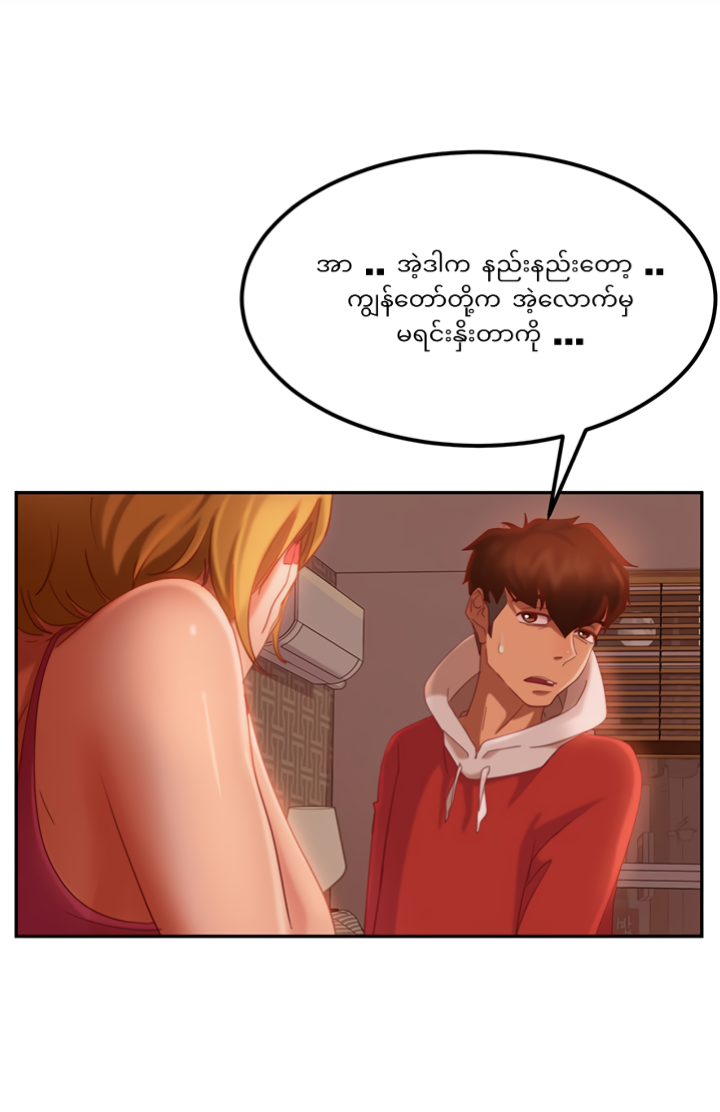 အာ .. အဲ့ဒါက နည်းနည်းတော့ ..
ကျွန်တော်တို့က အဲ့လောက်မှ
မရင်းနှီးတာကို ...